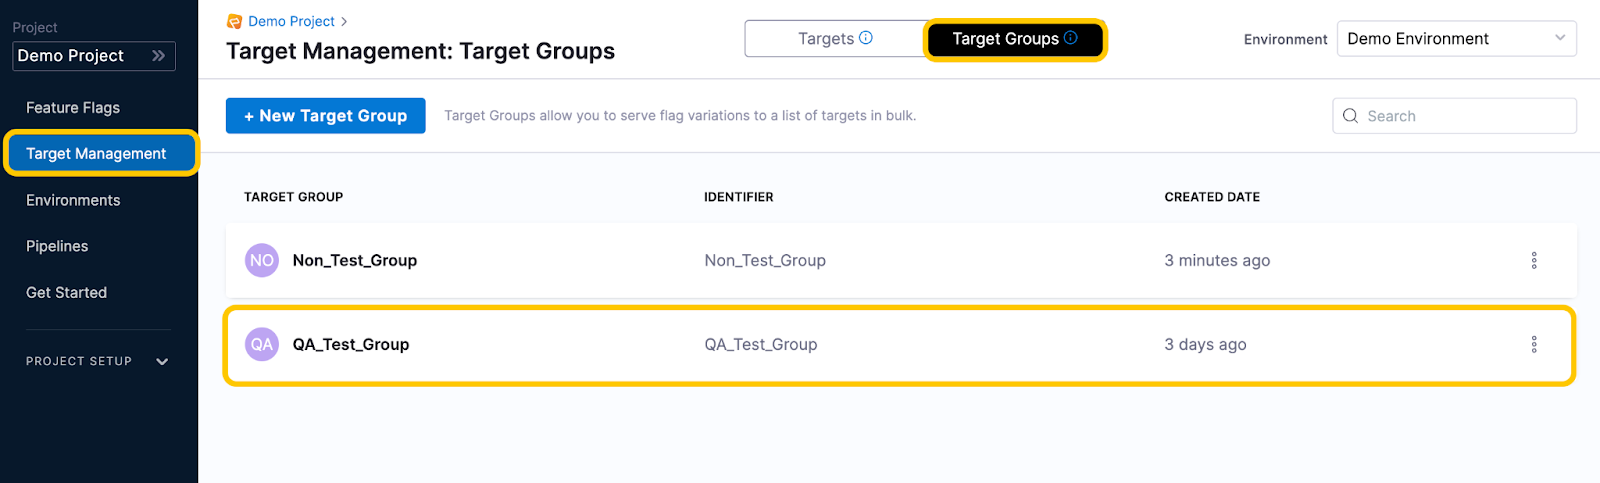 Project
Demo Project
Feature Flags
Target Management
Environments
Pipelines
Get Started
PROJECT SETUP
Demo Project
Target Management: Target Groups
Targets
Target Groups
Environment
Demo Environment
+ New Target Group
Target Groups allow you to serve flag variations to a list of targets in bulk.
Search
TARGET GROUP IDENTIFIER CREATED DATE
NO Non_Test_Group Non_Test_Group 3 minutes ago
QA QA_Test_Group QA_Test_Group 3 days ago